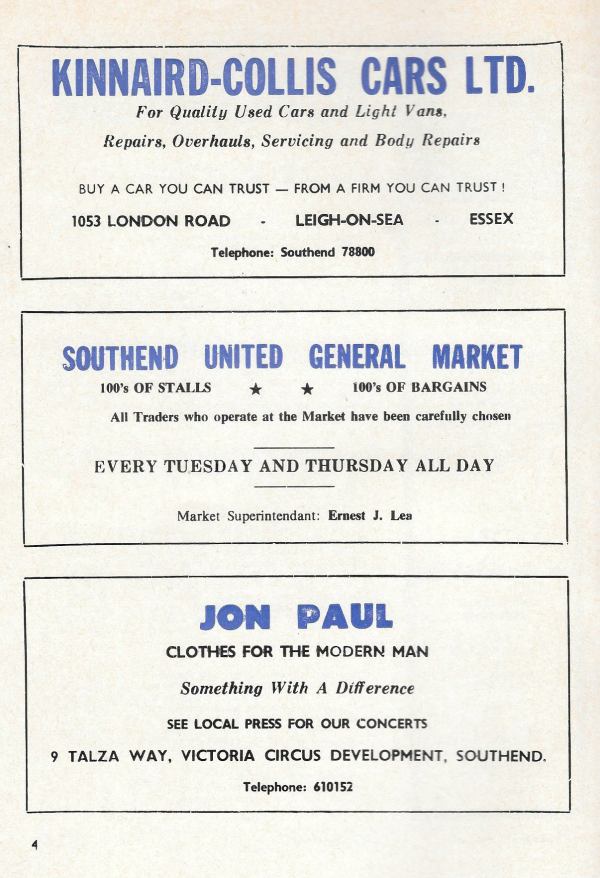 KINNAIRD-COLLIS CARS LTD.
For Quality Used Cars and Light Vans,
Repairs, Overhauls, Servicing and Body Repairs
BUY A CAR YOU CAN TRUST — FROM A FIRM YOU CAN TRUST !
1053 LONDON ROAD - LEIGH-ON-SEA - ESSEX
Telephone: Southend 78800
SOUTHEND UNITED GENERAL MARKET
100's OF STALLS ★ ★ 100's OF BARGAINS
All Traders who operate at the Market have been carefully chosen
EVERY TUESDAY AND THURSDAY ALL DAY
Market Superintendant: Ernest J. Lea
JON PAUL
CLOTHES FOR THE MODERN MAN
Something With A Difference
SEE LOCAL PRESS FOR OUR CONCERTS
9 TALZA WAY, VICTORIA CIRCUS DEVELOPMENT, SOUTHEND.
Telephone: 610152
4